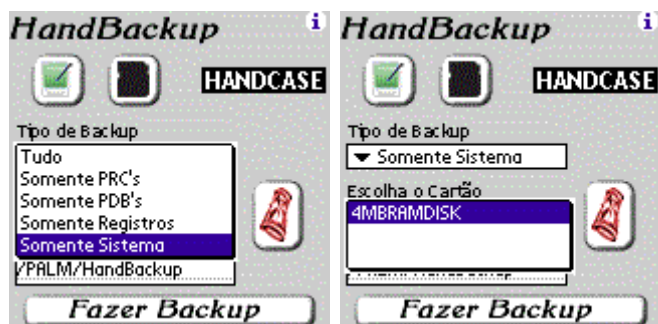 HandBackup i
HANDCASE
Tipo de Backup
Tudo
Somente PRC's
Somente PDB's
Somente Registros
Somente Sistema
/PALM/HandBackup
Fazer Backup
HandBackup i
HANDCASE
Tipo de Backup
Somente Sistema
Escolha o Cartão
4MBRAMDISK
Fazer Backup